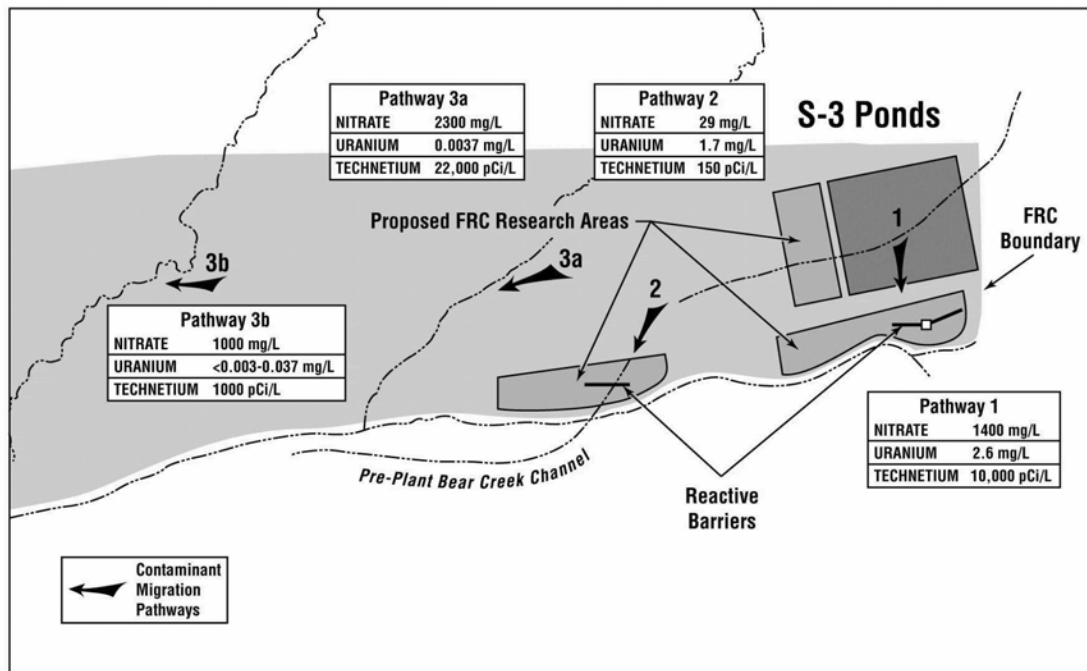 Pathway 3a
NITRATE 2300 mg/L
URANIUM 0.0037 mg/L
TECHNETIUM 22,000 pCi/L
Pathway 2
NITRATE 29 mg/L
URANIUM 1.7 mg/L
TECHNETIUM 150 pCi/L
S-3 Ponds
Proposed FRC Research Areas
1
FRC
Boundary
3b
3a
2
Pathway 3b
NITRATE 1000 mg/L
URANIUM <0.003-0.037 mg/L
TECHNETIUM 1000 pCi/L
Pathway 1
NITRATE 1400 mg/L
URANIUM 2.6 mg/L
TECHNETIUM 10,000 pCi/L
Pre-Plant Bear Creek Channel
Reactive
Barriers
Contaminant
Migration
Pathways